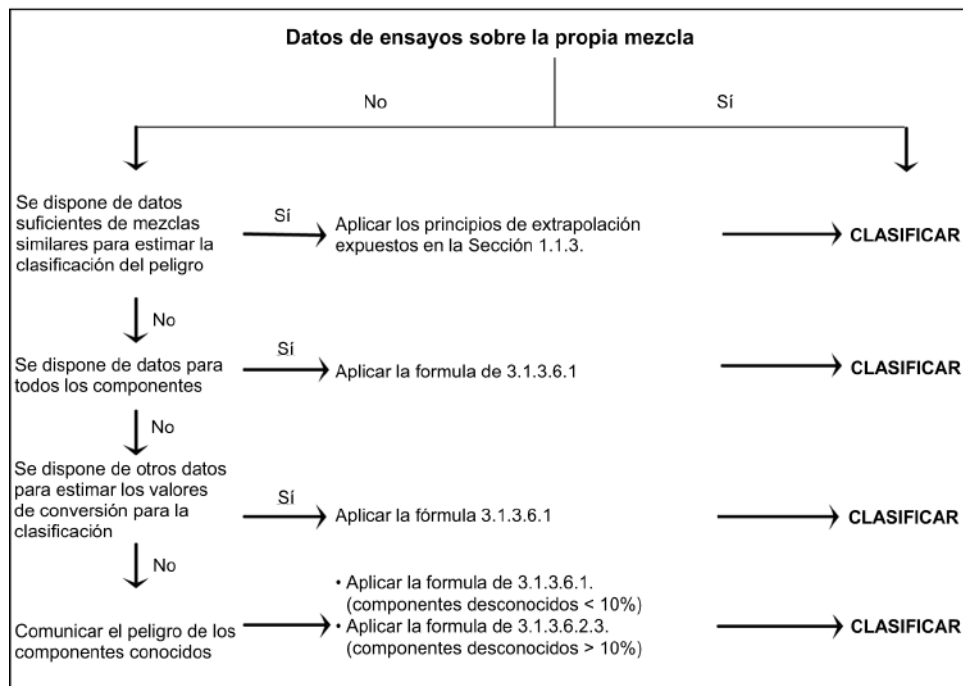 Datos de ensayos sobre la propia mezcla
No
Sí
Se dispone de datos
suficientes de mezclas
similares para estimar la
clasificación del peligro
Sí
Aplicar los principios de extrapolación
expuestos en la Sección 1.1.3.
CLASIFICAR
No
Se dispone de datos para
todos los componentes
Sí
Aplicar la formula de 3.1.3.6.1
CLASIFICAR
No
Se dispone de otros datos
para estimar los valores
de conversión para la
clasificación
Sí
Aplicar la fórmula 3.1.3.6.1
CLASIFICAR
No
Comunicar el peligro de los
componentes conocidos
• Aplicar la formula de 3.1.3.6.1.
(componentes desconocidos < 10%)
• Aplicar la formula de 3.1.3.6.2.3.
(componentes desconocidos > 10%)
CLASIFICAR